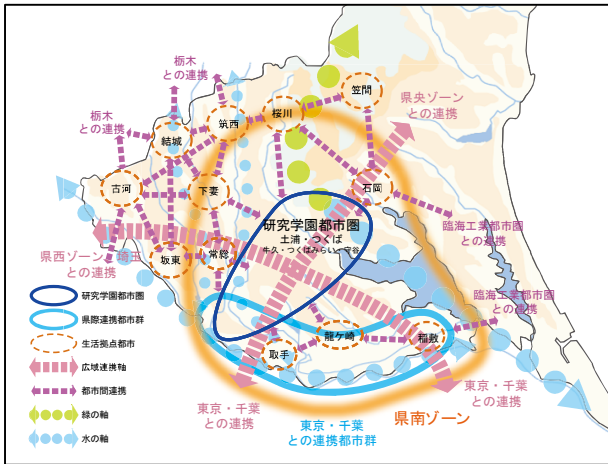 栃木
との連携
栃木
との連携
笠間
桜川
筑西
結城
県央ゾーン
との連携
古河
下妻
石岡
研究学園都市圏
土浦・つくば
牛久・つくばみらい・守谷
臨海工業都市圏
との連携
県西ゾーン、埼玉
との連携
坂東
常総
臨海工業都市圏
との連携
龍ケ崎
稲敷
取手
東京・千葉
との連携
東京・千葉
との連携都市群
県南ゾーン
東京・千葉
との連携
研究学園都市圏
県際連携都市群
生活拠点都市
広域連携軸
都市間連携
緑の軸
水の軸